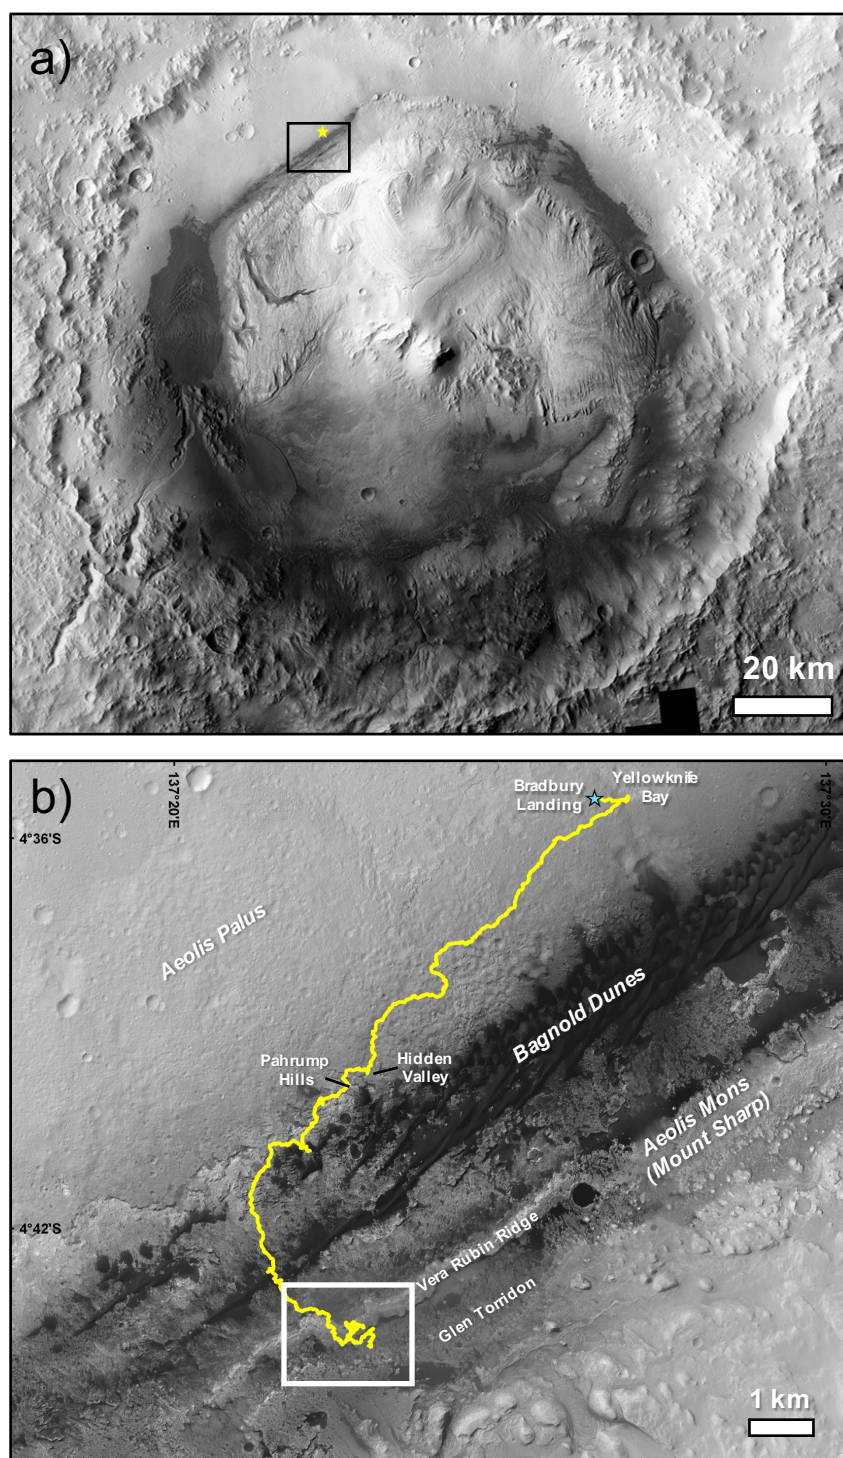 a)
20 km
b)
137°20'E
137°30'E
4°36'S
Bradbury
Landing
Yellowknife
Bay
Aeolis Palus
Bagnold Dunes
Pahrump
Hills
Hidden
Valley
Aeolis Mons
(Mount Sharp)
4°42'S
Vera Rubin Ridge
Glen Torridon
1 km